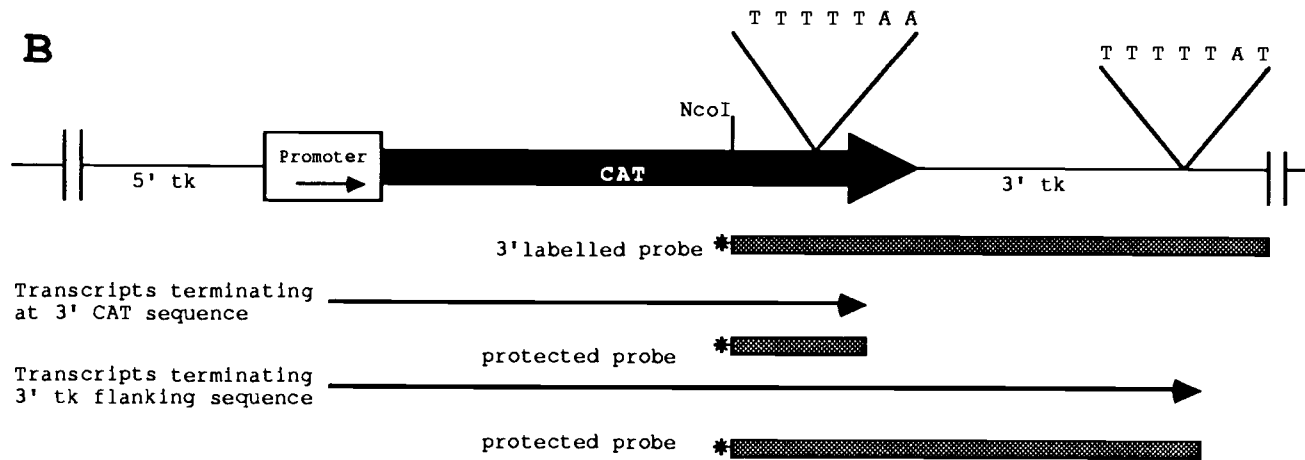 B
T T T T T A A
T T T T T A T
NcoI
Promoter
CAT
5' tk
3' tk
3'labelled probe
*
Transcripts terminating
at 3' CAT sequence
protected probe
*
Transcripts terminating
3' tk flanking sequence
protected probe
*